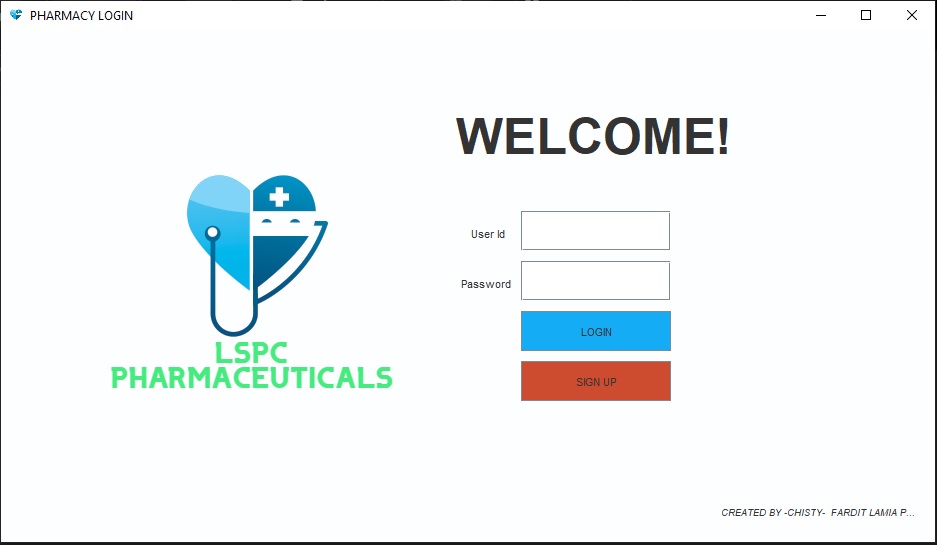 PHARMACY LOGIN
WELCOME!
User Id
Password
LOGIN
SIGN UP
LSPC
PHARMACEUTICALS
CREATED BY -CHISTY-  FARDIT LAMIA P...